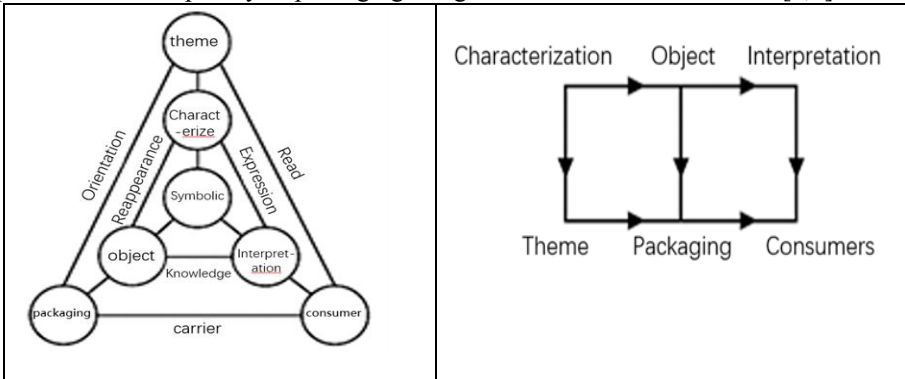 theme
Charact
-erize
Orientation
Reappearance
Expression
Read
Symbolic
object
Interpret-
ation
Knowledge
packaging
consumer
carrier
Characterization Object Interpretation
Theme Packaging Consumers